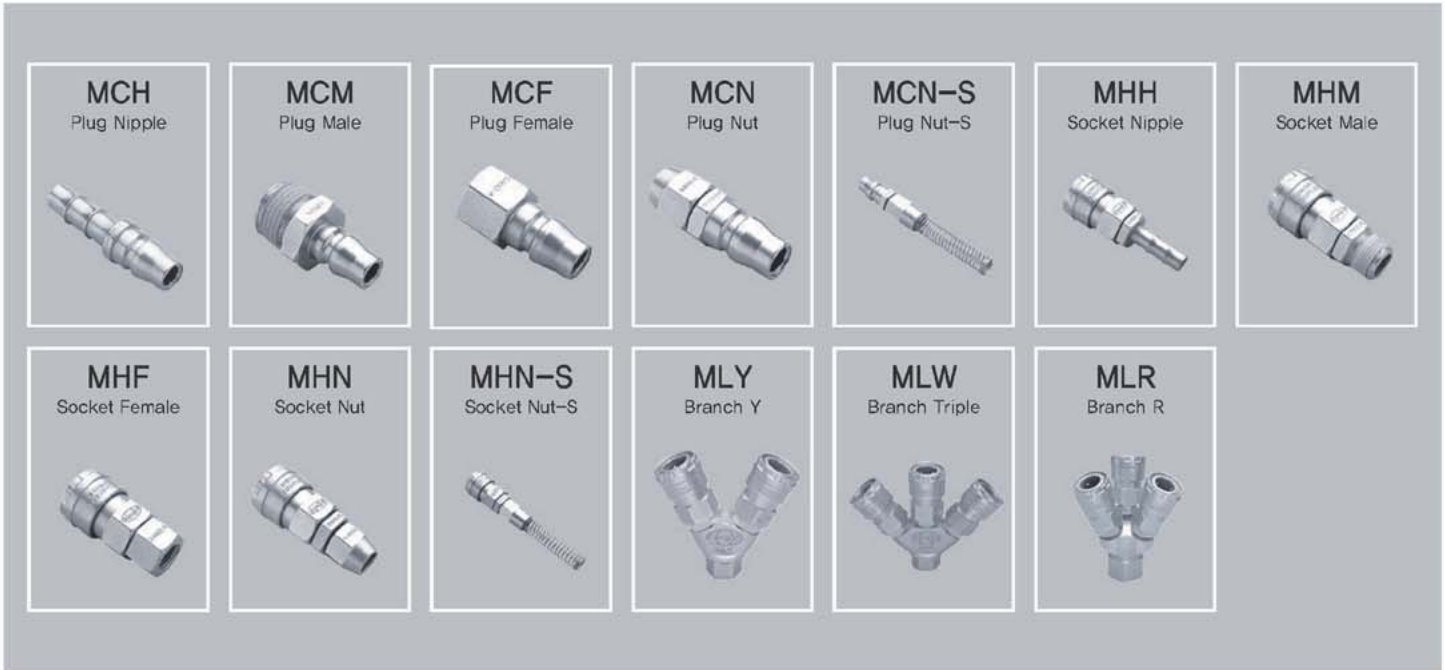 MCH
Plug Nipple
MCM
Plug Male
MCF
Plug Female
MCN
Plug Nut
MCN-S
Plug Nut-S
MHH
Socket Nipple
MHM
Socket Male
MHF
Socket Female
MHN
Socket Nut
MHN-S
Socket Nut-S
MLY
Branch Y
MLW
Branch Triple
MLR
Branch R